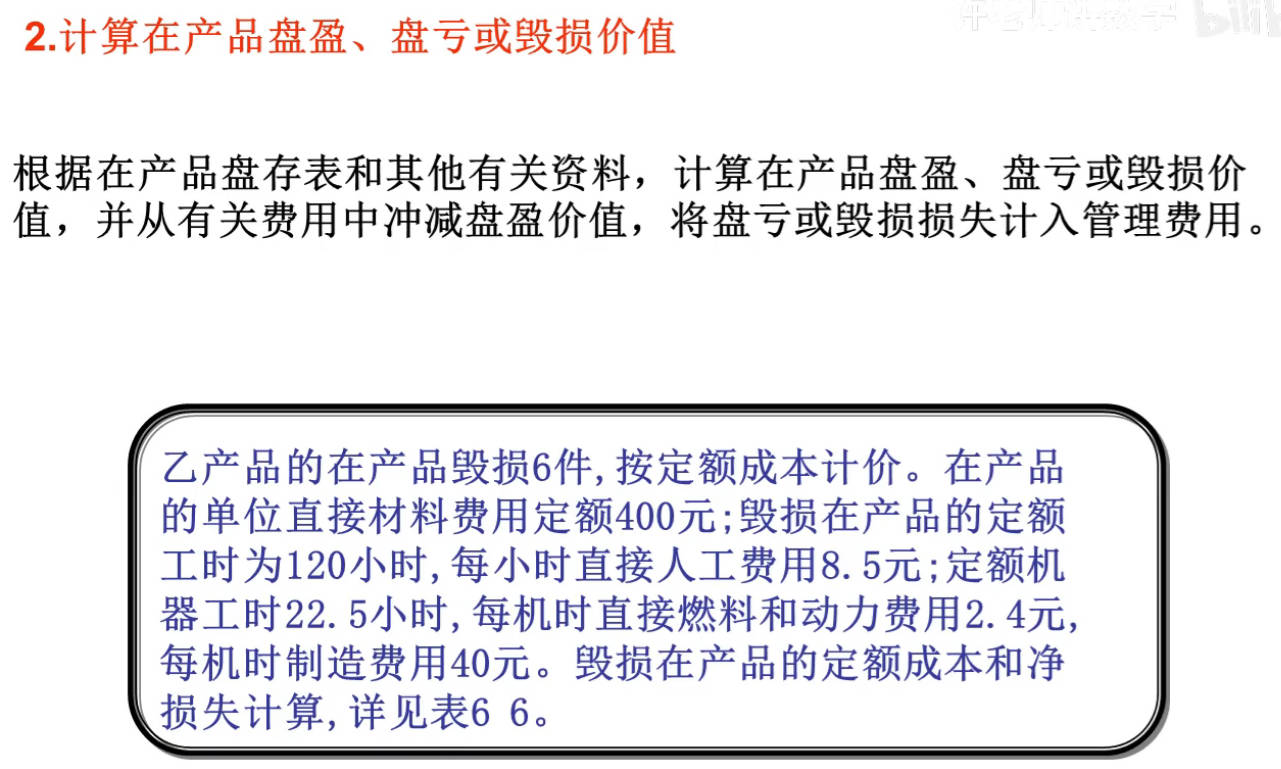 2.计算在产品盘盈、盘亏或毁损价值
根据在产品盘存表和其他有关资料，计算在产品盘盈、盘亏或毁损价
值，并从有关费用中冲减盘盈价值，将盘亏或毁损损失计入管理费用。
乙产品的在产品毁损6件,按定额成本计价。在产品
的单位直接材料费用定额400元;毁损在产品的定额
工时为120小时,每小时直接人工费用8.5元;定额机
器工时22.5小时,每机时直接燃料和动力费用2.4元,
每机时制造费用40元。毁损在产品的定额成本和净
损失计算,详见表6 6。